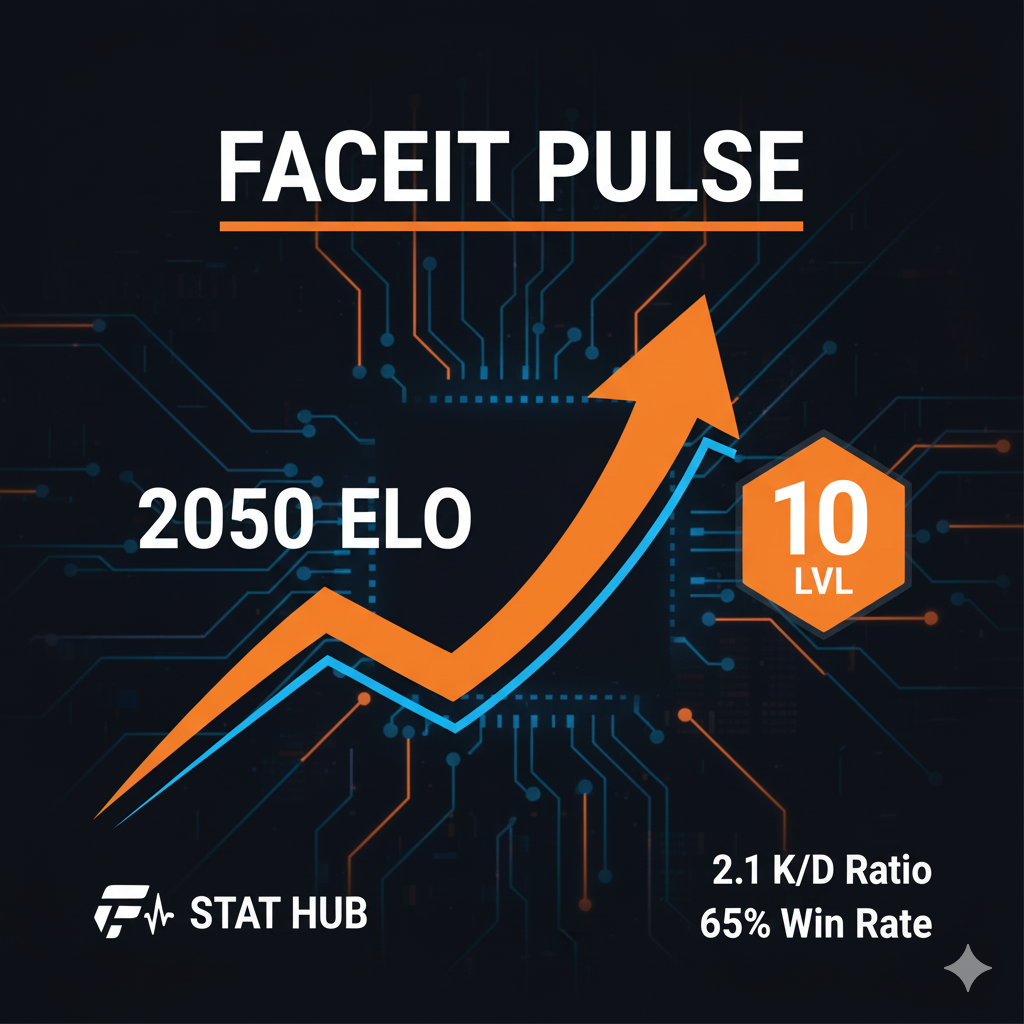 FACEIT PULSE
2050 ELO
10
LVL
STAT HUB
2.1 K/D Ratio
65% Win Rate